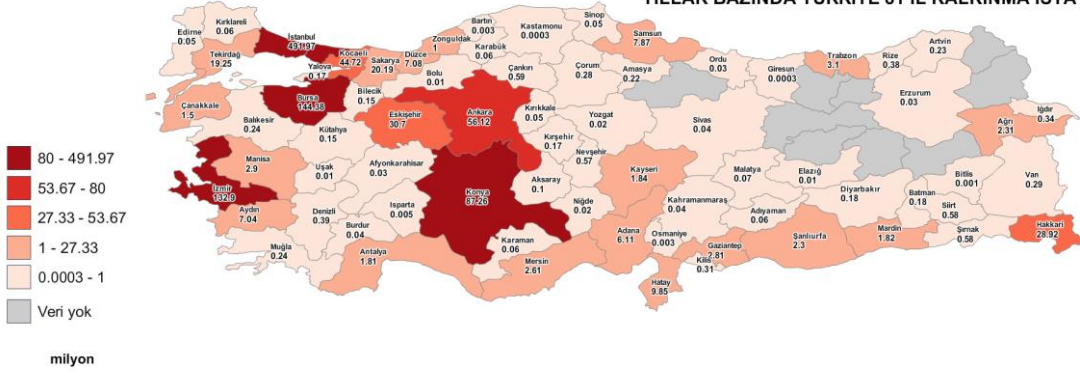 YILLAR BAZINDA TÜRKİYE 81 İL KALKINMA İSTA
Kırklareli
0.06
Edirne
0.05
Tekirdağ
19.25
İstanbul
491.97
Yalova
0.17
Kocaeli
44.72
Sakarya
20.19
Düzce
7.08
Zonguldak
1
Bartın
0.003
Karabük
0.06
Kastamonu
0.0003
Sinop
0.05
Samsun
7.87
Ordu
0.03
Giresun
0.0003
Trabzon
3.1
Rize
0.38
Artvin
0.23
Bolu
0.01
Çankırı
0.59
Çorum
0.28
Amasya
0.22
Erzurum
0.03
Ağrı
2.31
Iğdır
0.34
Çanakkale
1.5
Balıkesir
0.24
Bursa
144.38
Bilecik
0.15
Eskişehir
30.7
Ankara
56.12
Kırıkkale
0.05
Yozgat
0.02
Sivas
0.04
Kütahya
0.15
Kırşehir
0.17
Nevşehir
0.57
Kayseri
1.84
Malatya
0.07
Elazığ
0.01
Bitlis
0.001
Van
0.29
Manisa
2.9
Uşak
0.01
Afyonkarahisar
0.03
İzmir
132.9
Konya
87.26
Aksaray
0.1
Niğde
0.02
Kahramanmaraş
0.04
Adıyaman
0.06
Diyarbakır
0.18
Batman
0.18
Siirt
0.58
Şırnak
0.58
Hakkari
28.92
Aydın
7.04
Denizli
0.39
Isparta
0.005
Burdur
0.04
Muğla
0.24
Antalya
1.81
Karaman
0.06
Mersin
2.61
Adana
6.11
Osmaniye
0.003
Gaziantep
2.81
Kilis
0.31
Hatay
9.85
Şanlıurfa
2.3
Mardin
1.82
80 - 491.97
53.67 - 80
27.33 - 53.67
1 - 27.33
0.0003 - 1
Veri yok
milyon